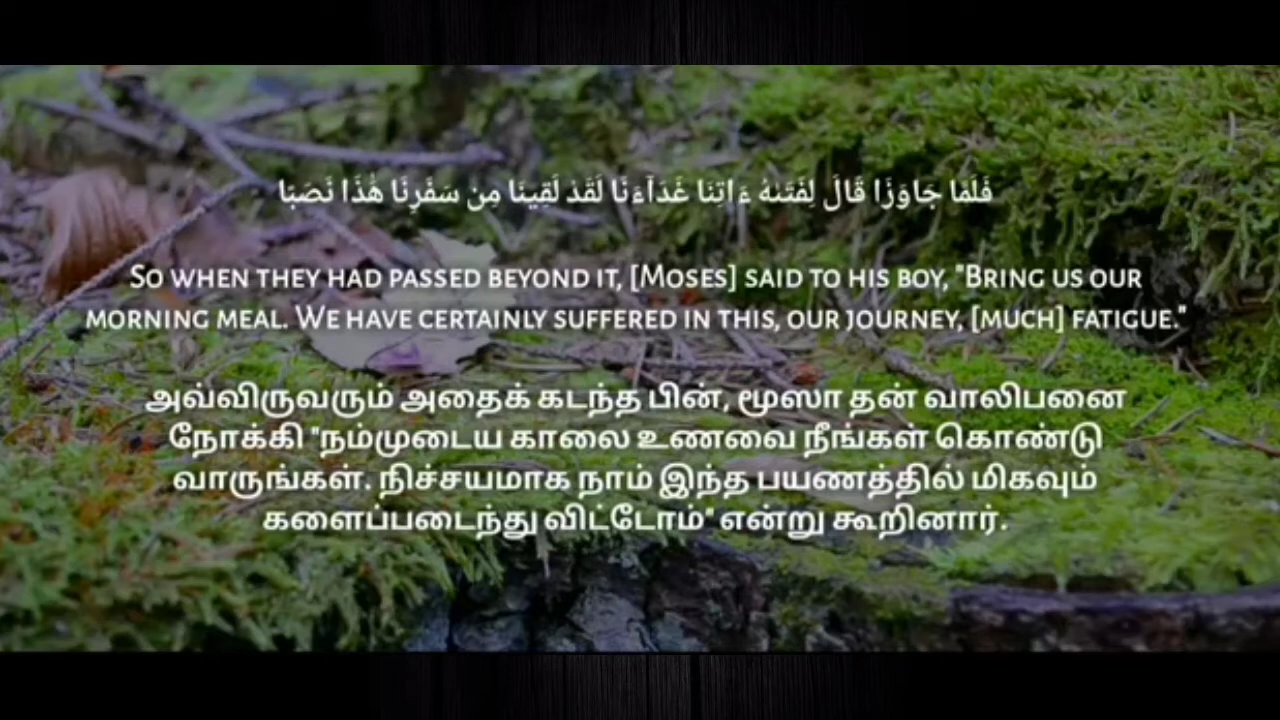 فَلَمَّا جَاوَزَا قَالَ لِفَتَىٰهُ ءَاتِنَا غَدَآءَنَا لَقَدْ لَقِينَا مِن سَفَرِنَا هَٰذَا نَصَبًا
So when they had passed beyond it, [Moses] said to his boy, "Bring us our
morning meal. We have certainly suffered in this, our journey, [much] fatigue."
அவ்விருவரும் அதைக் கடந்த பின், மூஸா தன் வாலிபனை
நோக்கி "நம்முடைய காலை உணவை நீங்கள் கொண்டு
வாருங்கள். நிச்சயமாக நாம் இந்த பயணத்தில் மிகவும்
களைப்படைந்து விட்டோம்" என்று கூறினார்.